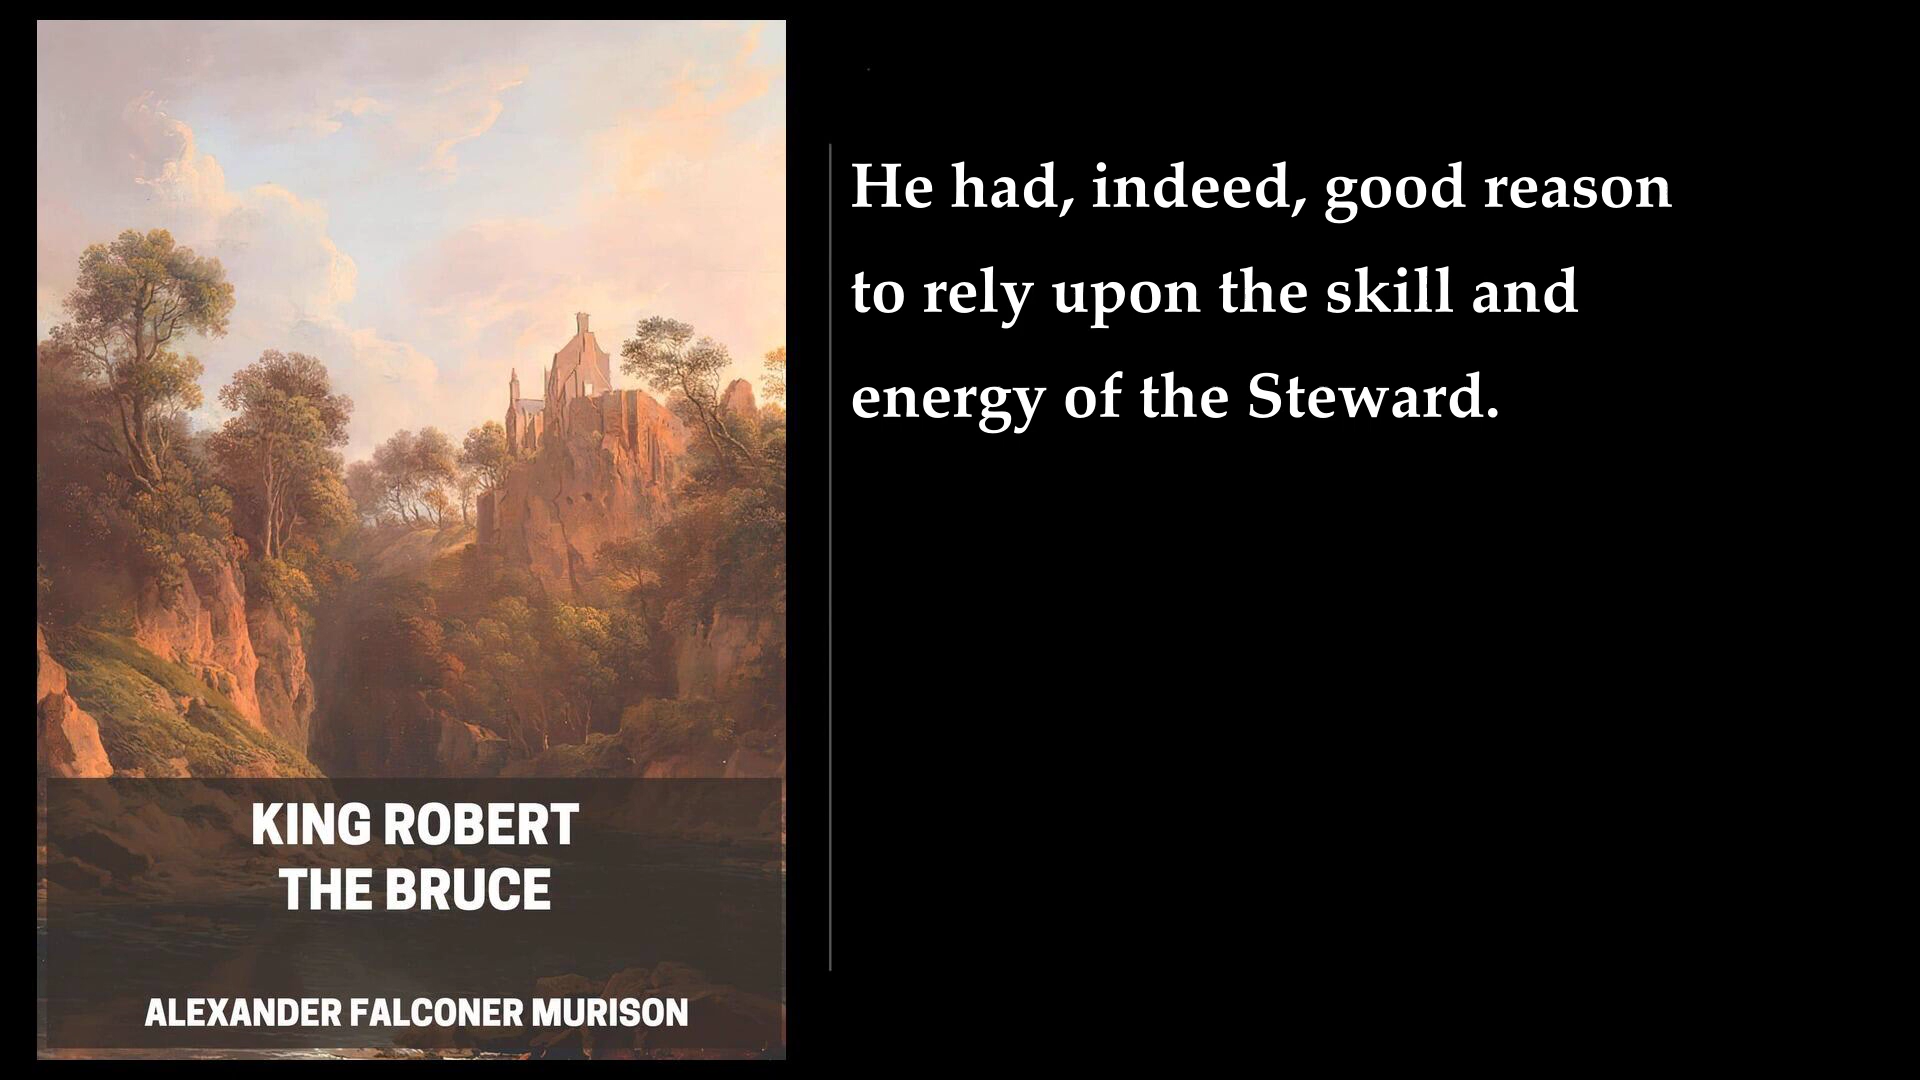 He had, indeed, good reason
to rely upon the skill and
energy of the Steward.
KING ROBERT
THE BRUCE
ALEXANDER FALCONER MURISON